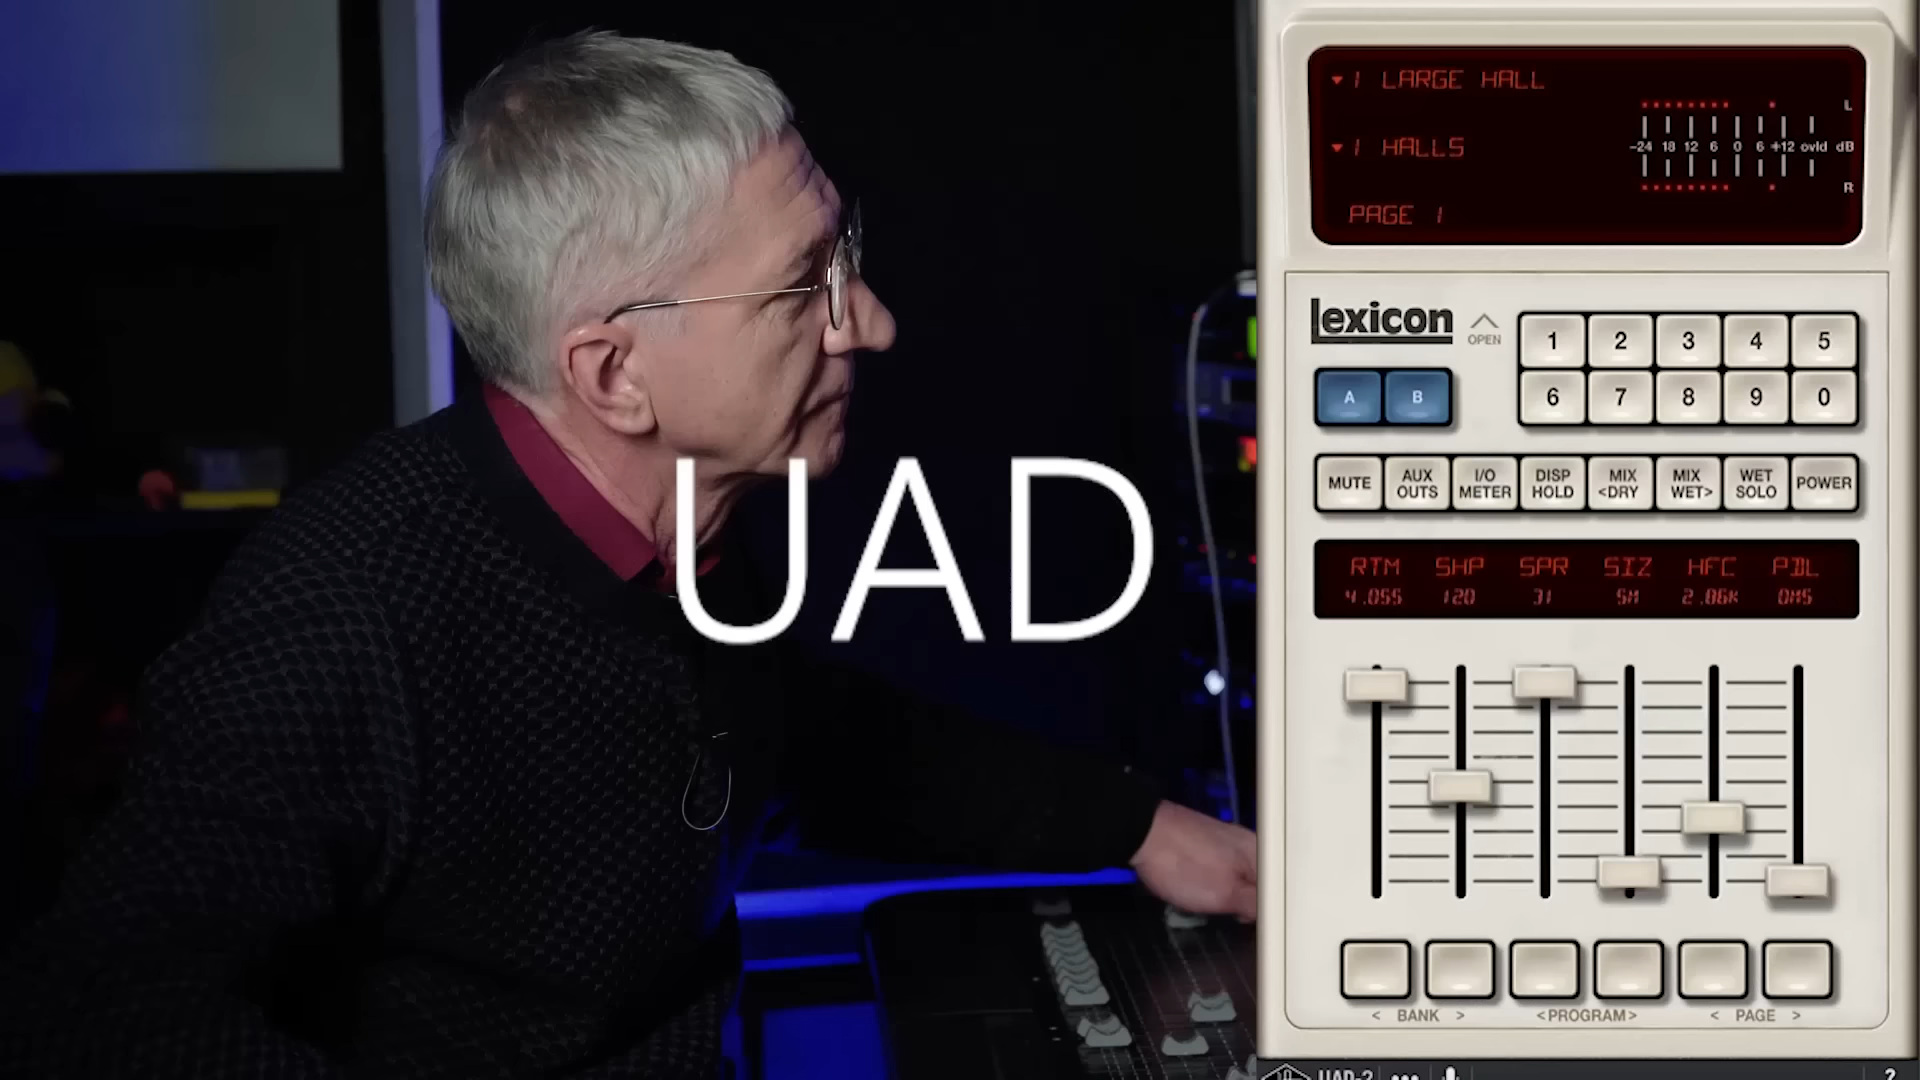 1 LARGE HALL
L
-24 18 12 6 0 6 +12 ovld dB
1 HALLS
R
PAGE 1
lexicon
OPEN
1 2 3 4 5
A B
6 7 8 9 0
MUTE AUX OUTS I/O METER DISP HOLD MIX <DRY MIX WET> WET SOLO POWER
UAD
RTM SHP SPR SIZ HFC PDL
4.05S 120 31 5M 2.86K 0MS
< BANK > <PROGRAM> < PAGE >
UAD-2 ?